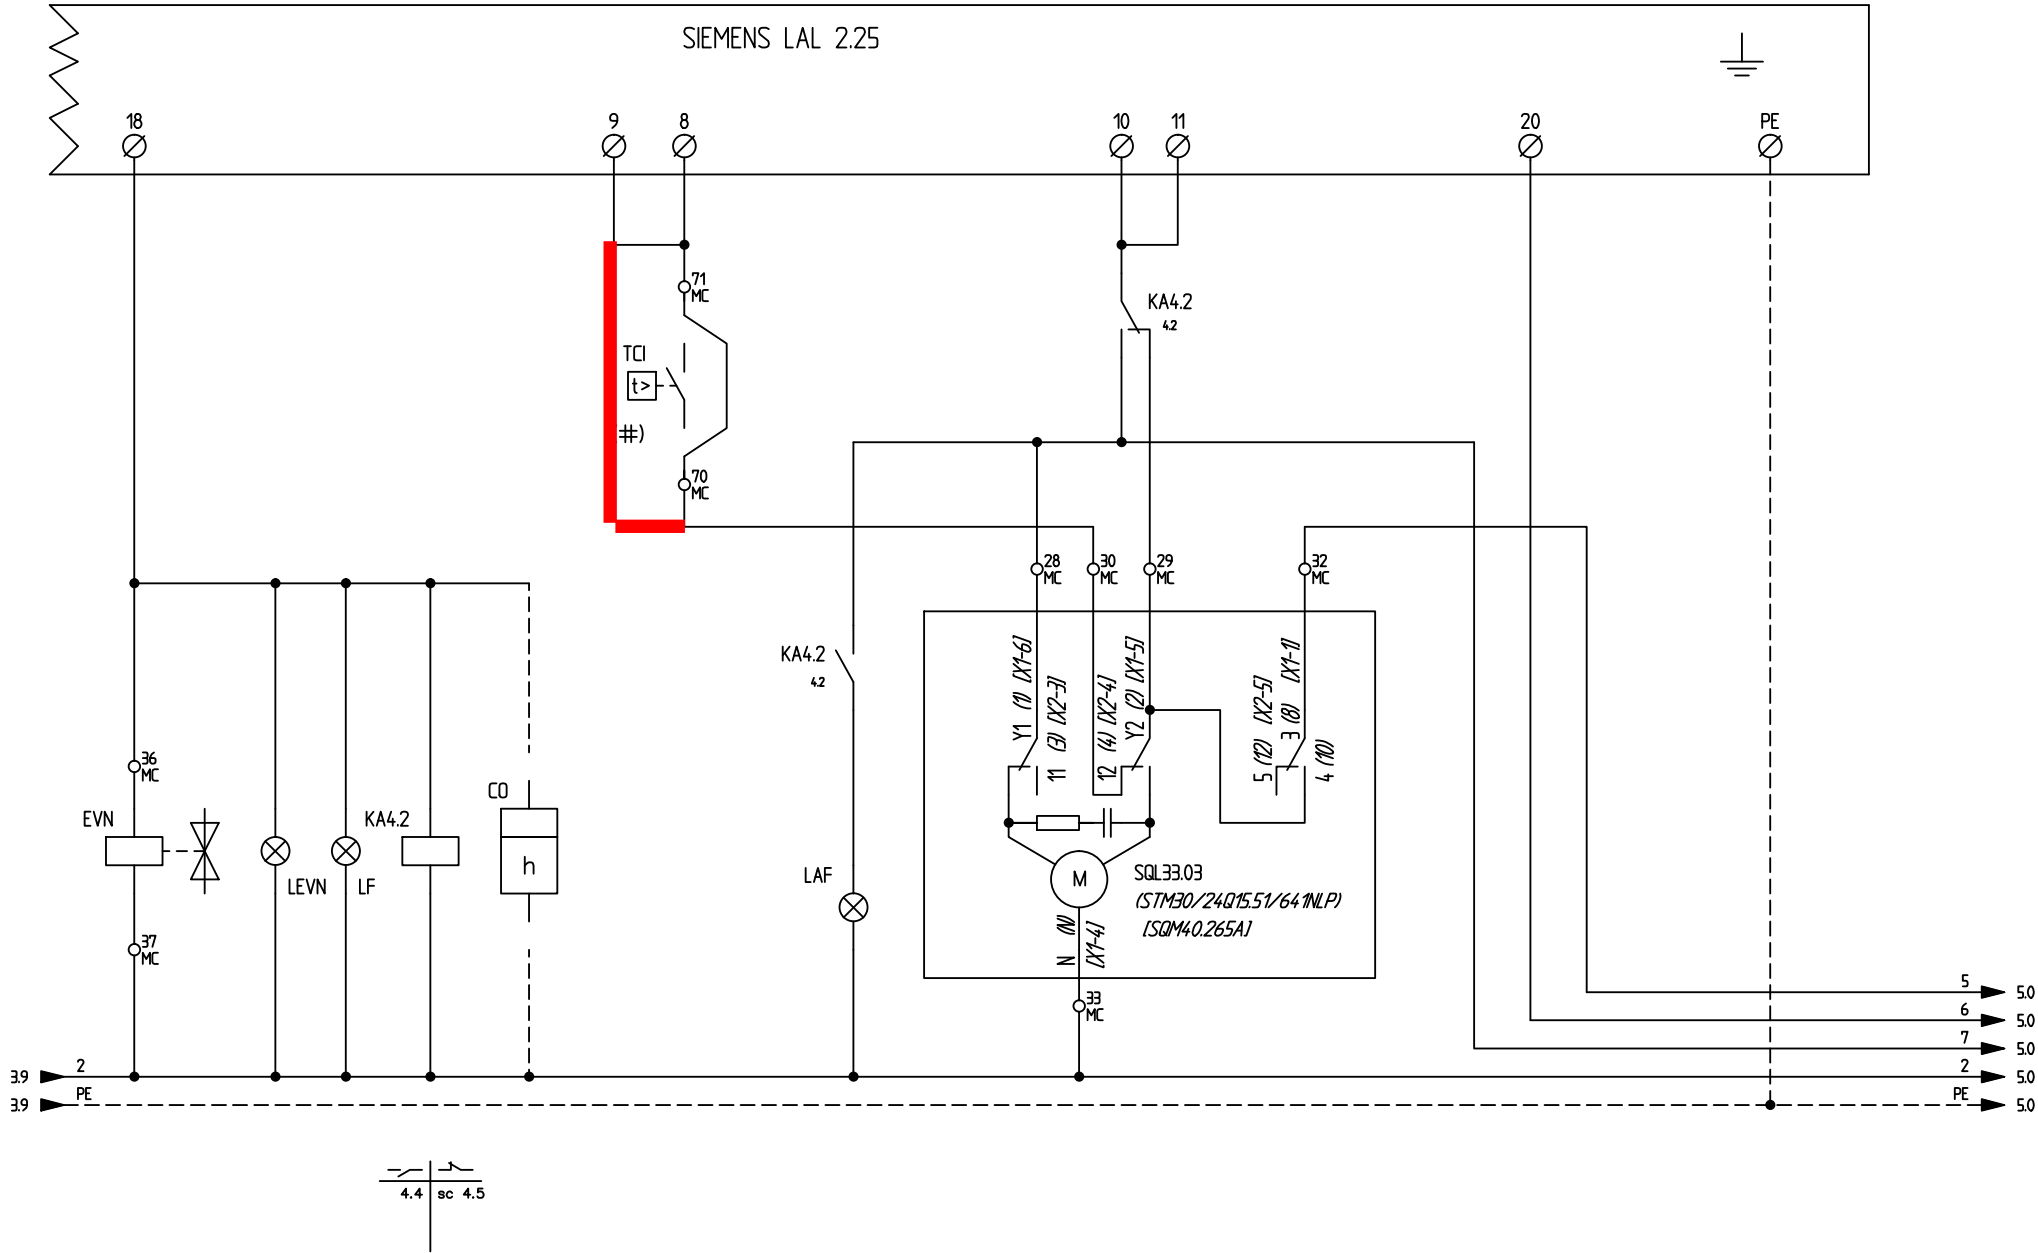 SIEMENS LAL 2.25
18
9
8
10
11
20
PE
71
MC
KA4.2
4.2
TCI
t>
#)
70
MC
28
MC
30
MC
29
MC
32
MC
Y1 (1) [X1-6]
11 (3) [X2-3]
12 (4) [X2-4]
Y2 (2) [X1-5]
5 (12) [X2-5]
3 (8) [X1-1]
4 (10)
KA4.2
4.2
36
MC
CO
h
EVN
KA4.2
LEVN
LF
LAF
M
SQL33.03
(STM30/24Q15.51/641NLP)
[SQM40.265A]
N (N)
[X1-4]
37
MC
33
MC
5
5.0
6
5.0
7
5.0
3.9
2
2
5.0
3.9
PE
PE
5.0
4.4
sc 4.5